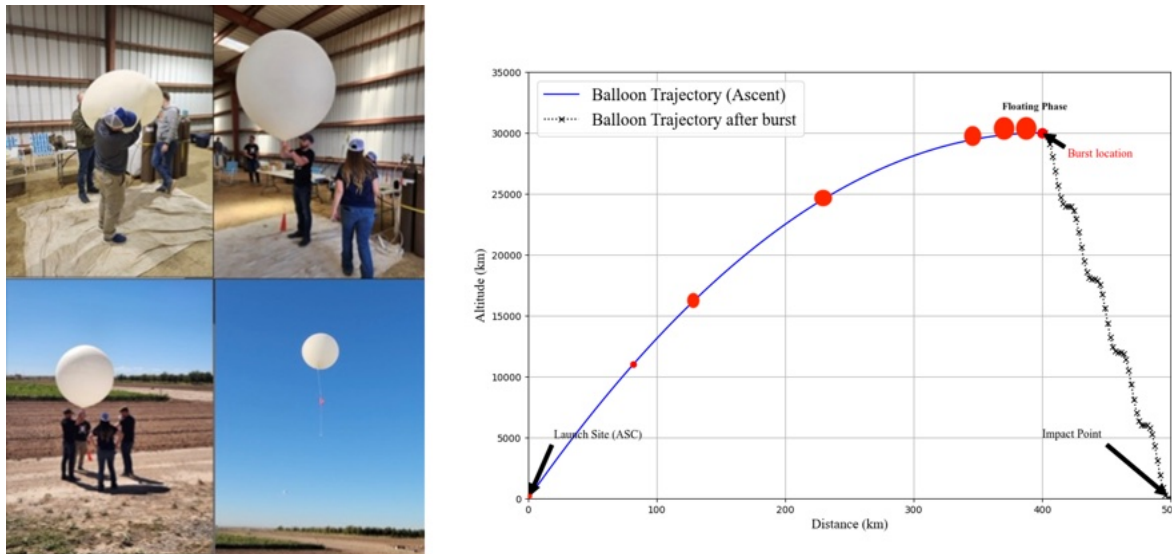 35000
30000
25000
20000
15000
10000
5000
0
Altitude (km)
Balloon Trajectory (Ascent)
Balloon Trajectory after burst
Floating Phase
Burst location
Launch Site (ASC)
Impact Point
0
100
200
300
400
Distance (km)